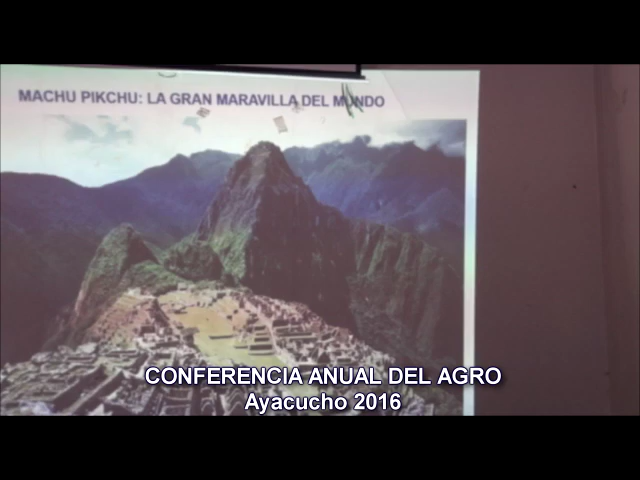 MACHU PIKCHU: LA GRAN MARAVILLA DEL MUNDO
CONFERENCIA ANUAL DEL AGRO
Ayacucho 2016